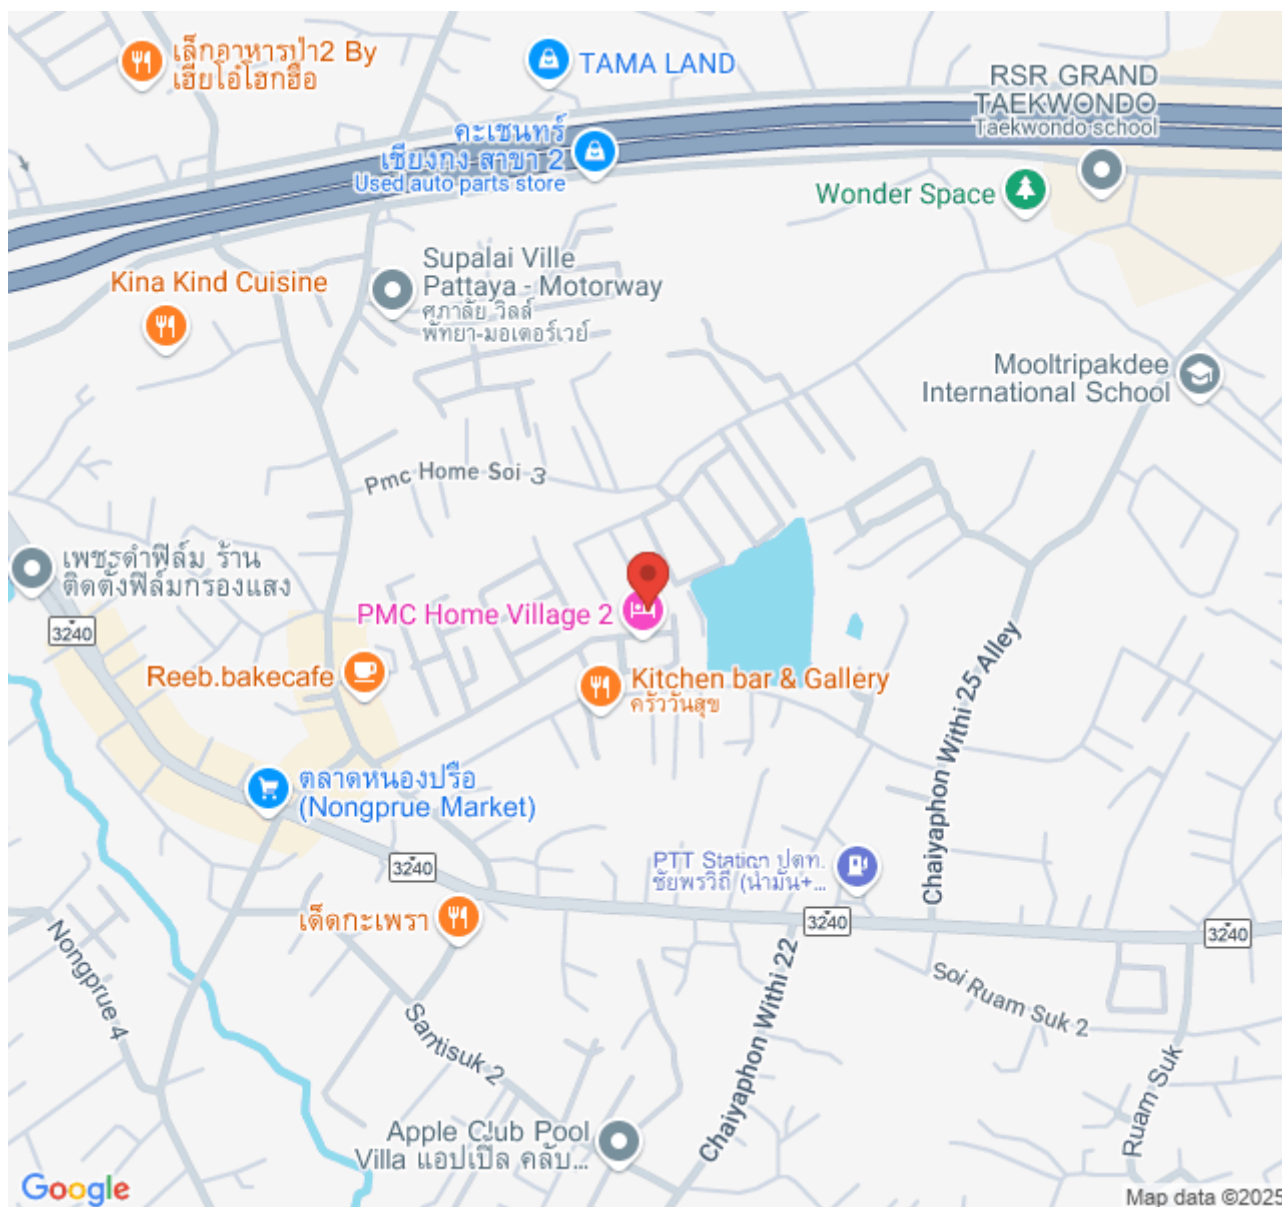 เล็กอาหารป่า2 By
เฮียโอ๋โฮกฮือ
TAMA LAND
RSR GRAND
TAEKWONDO
Taekwondo school
คะเชนทร์
เซียงกง สาขา 2
Used auto parts store
Wonder Space
Supalai Ville
Pattaya - Motorway
ศุภาลัย วิลล์
พัทยา-มอเตอร์เวย์
Kina Kind Cuisine
Mooltripakdee
International School
Pmc Home Soi 3
เพชรดำฟิล์ม ร้าน
ติดตั้งฟิล์มกรองแสง
3240
PMC Home Village 2
Reeb.bakecafe
Kitchen bar & Gallery
ครัววันสุข
Chaiyaphon Withi 25 Alley
ตลาดหนองปรือ
(Nongprue Market)
PTT Station ปตท.
ชัยพรวิถี (น้ำมัน+...
3240
เด็ดกะเพรา
3240
3240
Nongprue 4
Santisuk 2
Chaiyaphon Withi 22
Soi Ruam Suk 2
Ruam Suk
Apple Club Pool
Villa แอปเปิ้ล คลับ...
Google
Map data ©2025